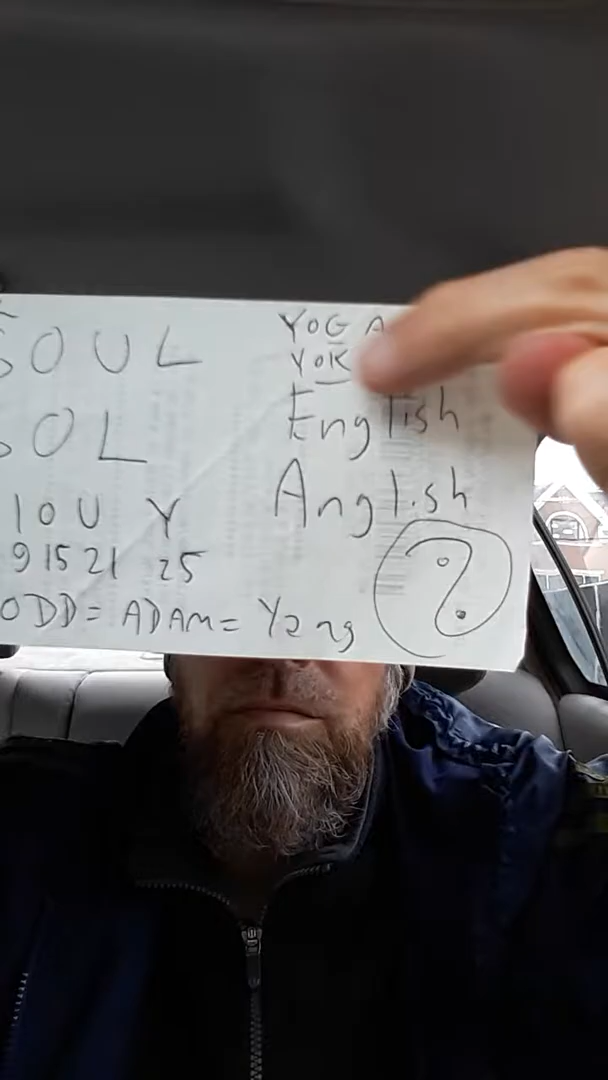 SOUL
SOL
I O U Y
9 15 21 25
ODD = ADAM = Yang
YOGA
YOK
English
Anglish